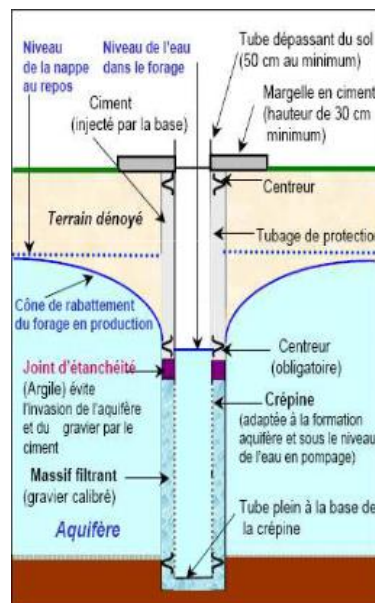 Niveau
de la nappe
au repos
Niveau de l'eau
dans le forage
Tube dépassant du sol
(50 cm au minimum)
Ciment
(injecté par la base)
Margelle en ciment
(hauteur de 30 cm
minimum)
Centreur
Terrain dénoyé
Tubage de protection
Cône de rabattement
du forage en production
Joint d'étanchéité
(Argile) évite
l'invasion de l'aquifère
et du gravier par le
ciment
Centreur
(obligatoire)
Crépine
(adaptée à la formation
aquifère et sous le niveau
de l'eau en pompage)
Massif filtrant
(gravier calibré)
Aquifère
Tube plein à la base de
la crépine